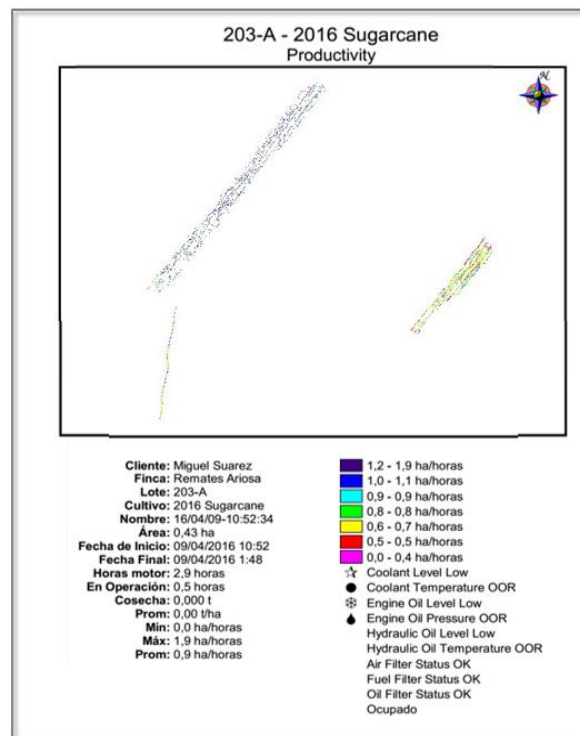 203-A - 2016 Sugarcane
Productivity
N
Cliente: Miguel Suarez
Finca: Remates Ariosa
Lote: 203-A
Cultivo: 2016 Sugarcane
Nombre: 16/04/09-10:52:34
Área: 0,43 ha
Fecha de Inicio: 09/04/2016 10:52
Fecha Final: 09/04/2016 1:48
Horas motor: 2,9 horas
En Operación: 0,5 horas
Cosecha: 0,000 t
Prom: 0,00 t/ha
Mín: 0,0 ha/horas
Máx: 1,9 ha/horas
Prom: 0,9 ha/horas
1,2 - 1,9 ha/horas
1,0 - 1,1 ha/horas
0,9 - 0,9 ha/horas
0,8 - 0,8 ha/horas
0,6 - 0,7 ha/horas
0,5 - 0,5 ha/horas
0,0 - 0,4 ha/horas
Coolant Level Low
Coolant Temperature OOR
Engine Oil Level Low
Engine Oil Pressure OOR
Hydraulic Oil Level Low
Hydraulic Oil Temperature OOR
Air Filter Status OK
Fuel Filter Status OK
Oil Filter Status OK
Ocupado